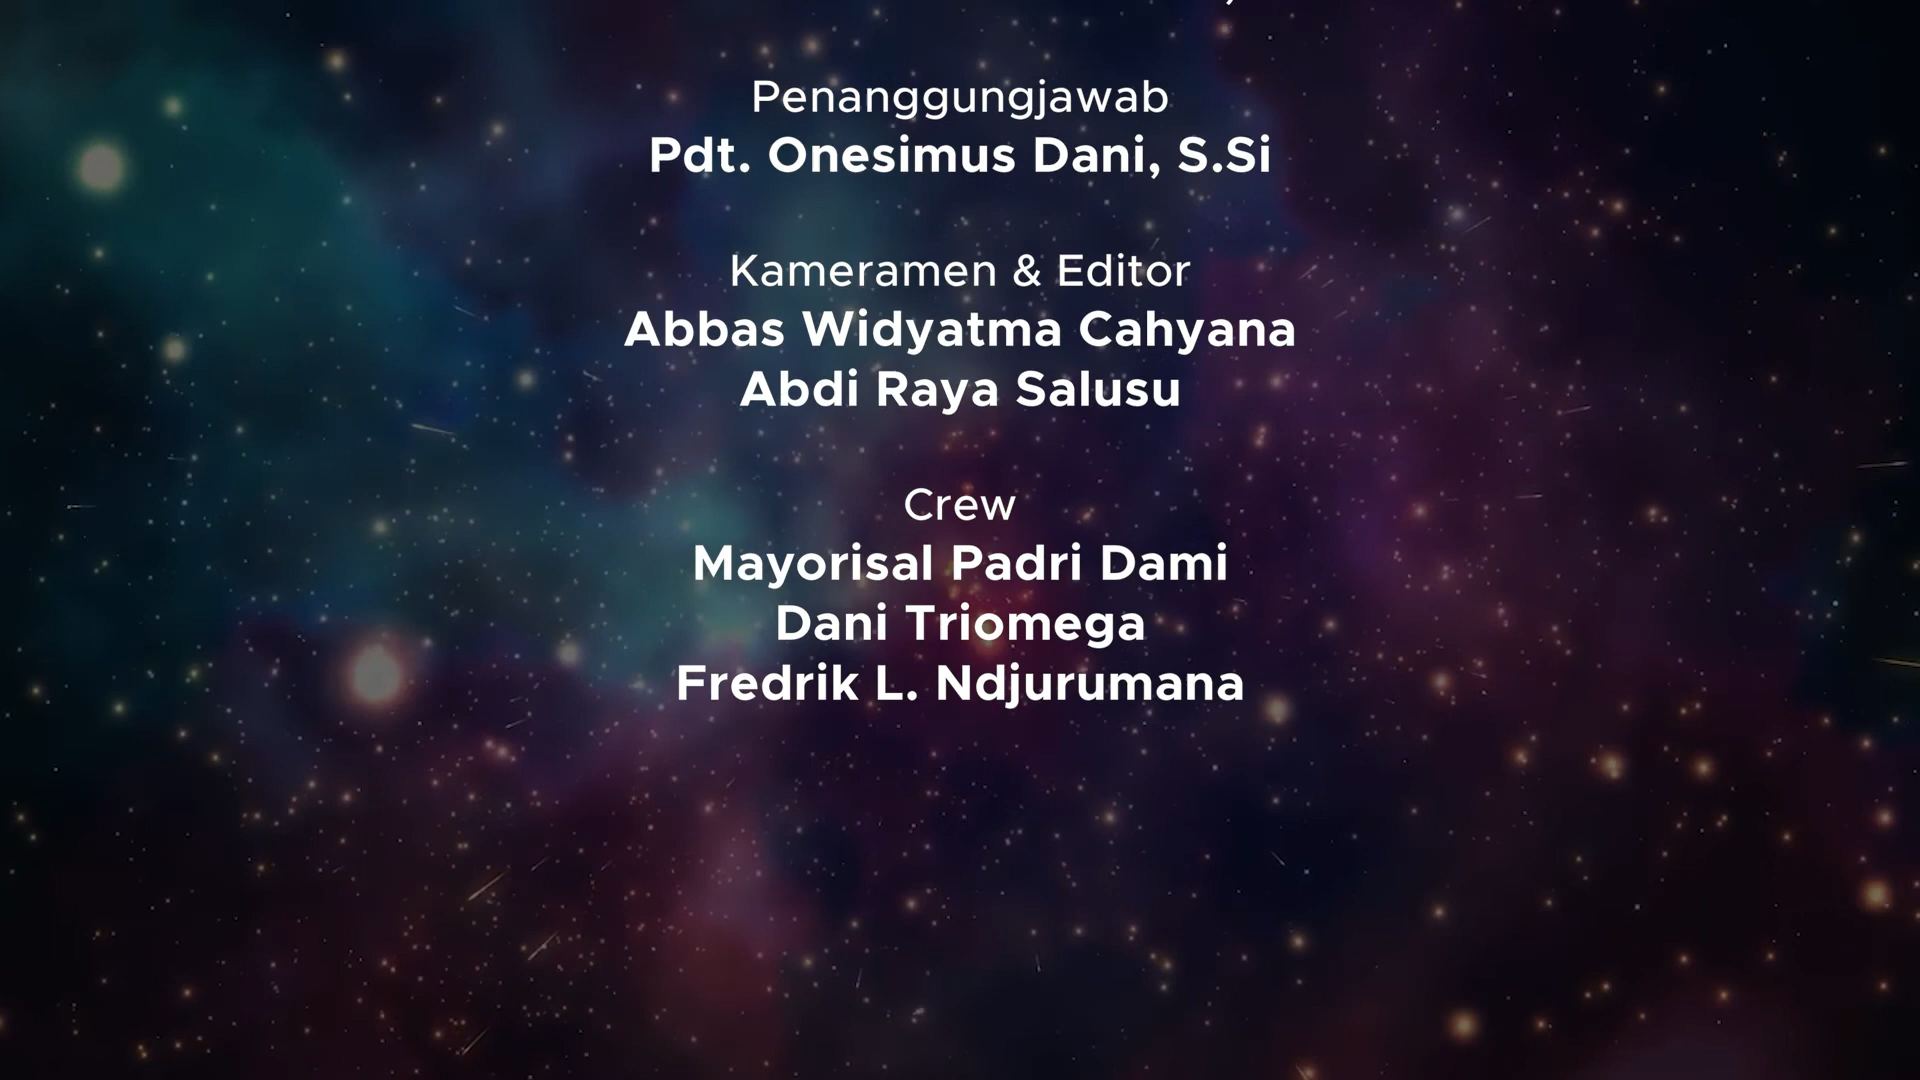 Penanggungjawab
Pdt. Onesimus Dani, S.Si
Kameramen & Editor
Abbas Widyatma Cahyana
Abdi Raya Salusu
Crew
Mayorisal Padri Dami
Dani Triomega
Fredrik L. Ndjurumana